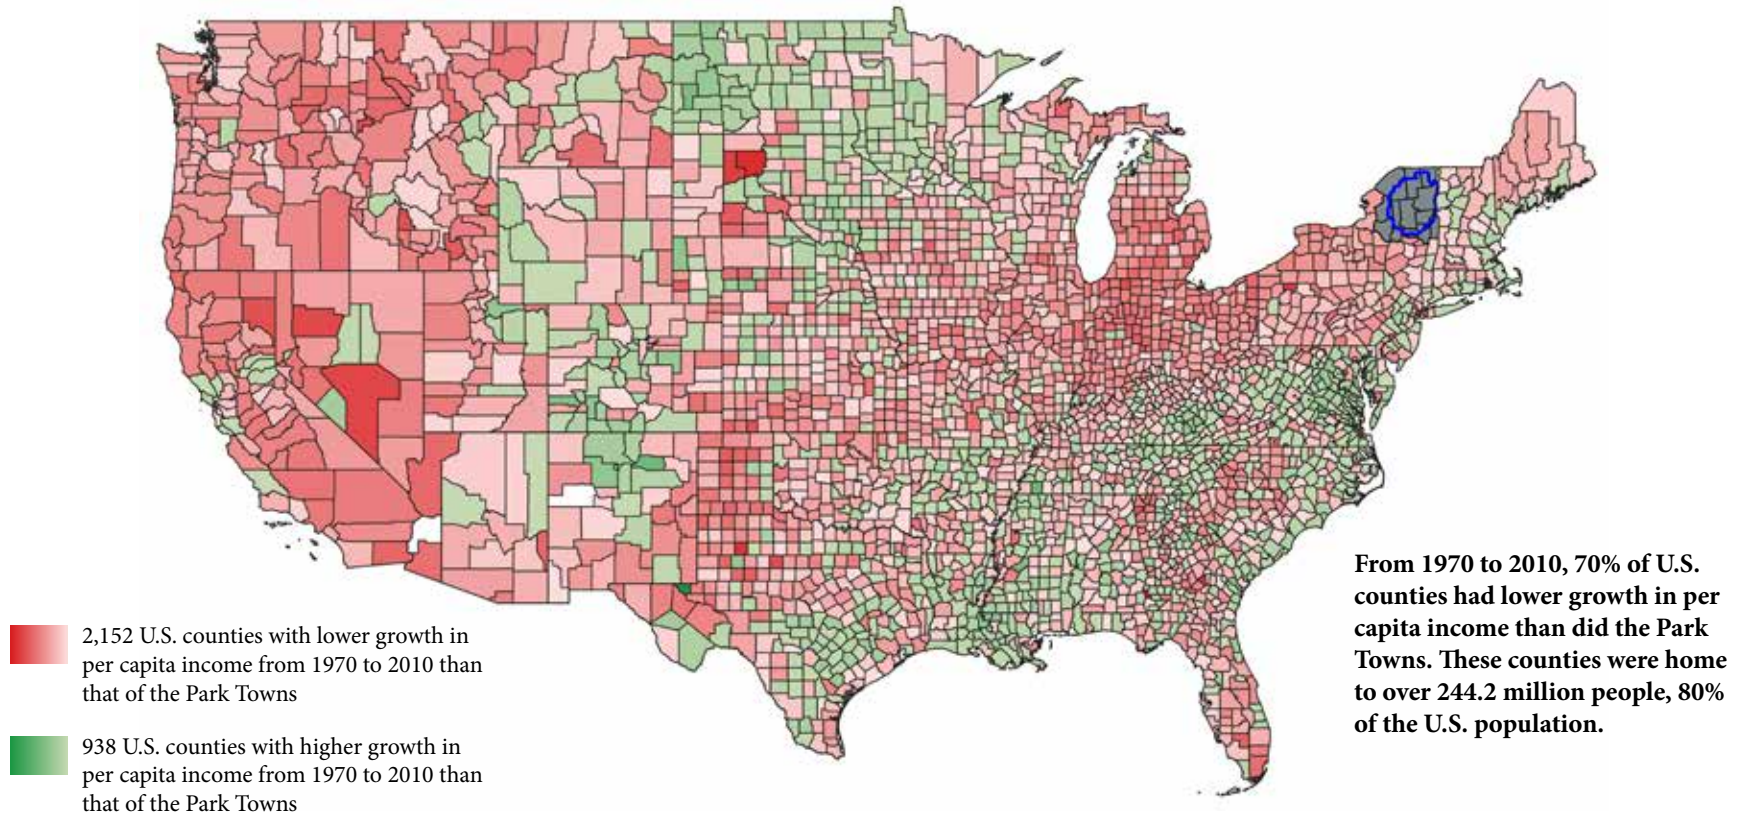 From 1970 to 2010, 70% of U.S.
counties had lower growth in per
capita income than did the Park
Towns. These counties were home
to over 244.2 million people, 80%
of the U.S. population.
2,152 U.S. counties with lower growth in
per capita income from 1970 to 2010 than
that of the Park Towns
938 U.S. counties with higher growth in
per capita income from 1970 to 2010 than
that of the Park Towns